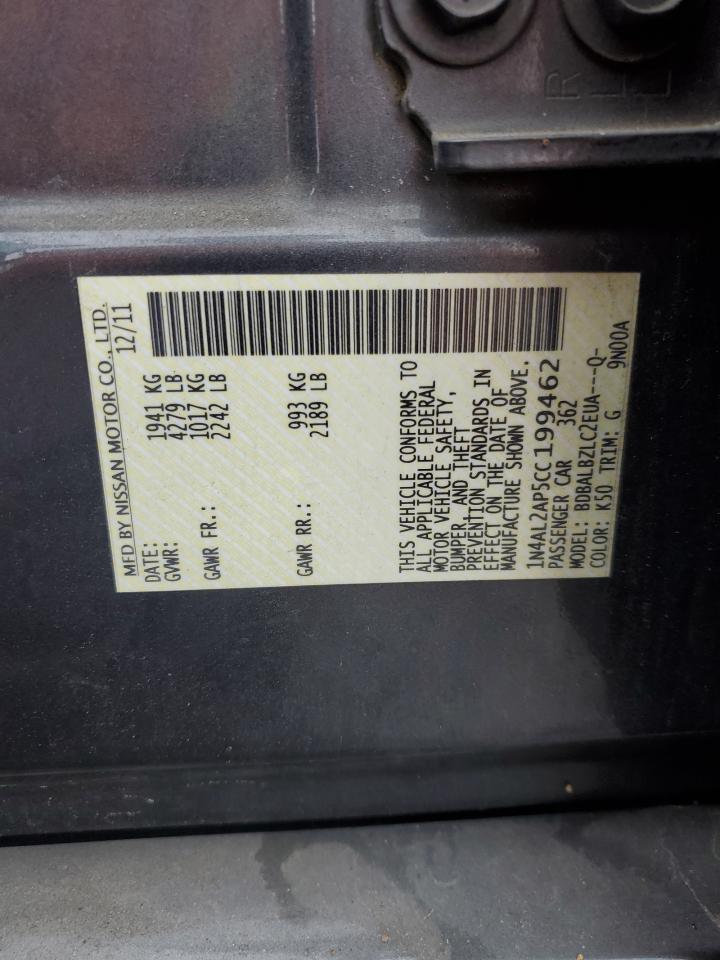 MFD BY NISSAN MOTOR CO., LTD.
DATE: 12/11
GVWR: 1941 KG
4279 LB
GAWR FR.: 1017 KG
2242 LB
GAWR RR.: 993 KG
2189 LB
THIS VEHICLE CONFORMS TO
ALL APPLICABLE FEDERAL
MOTOR VEHICLE SAFETY,
BUMPER, AND THEFT
PREVENTION STANDARDS IN
EFFECT ON THE DATE OF
MANUFACTURE SHOWN ABOVE.
1N4AL2AP5CC199462
PASSENGER CAR 362
MODEL: BDBALBZLC2EUA---Q-
COLOR: K50 TRIM: G 9N00A